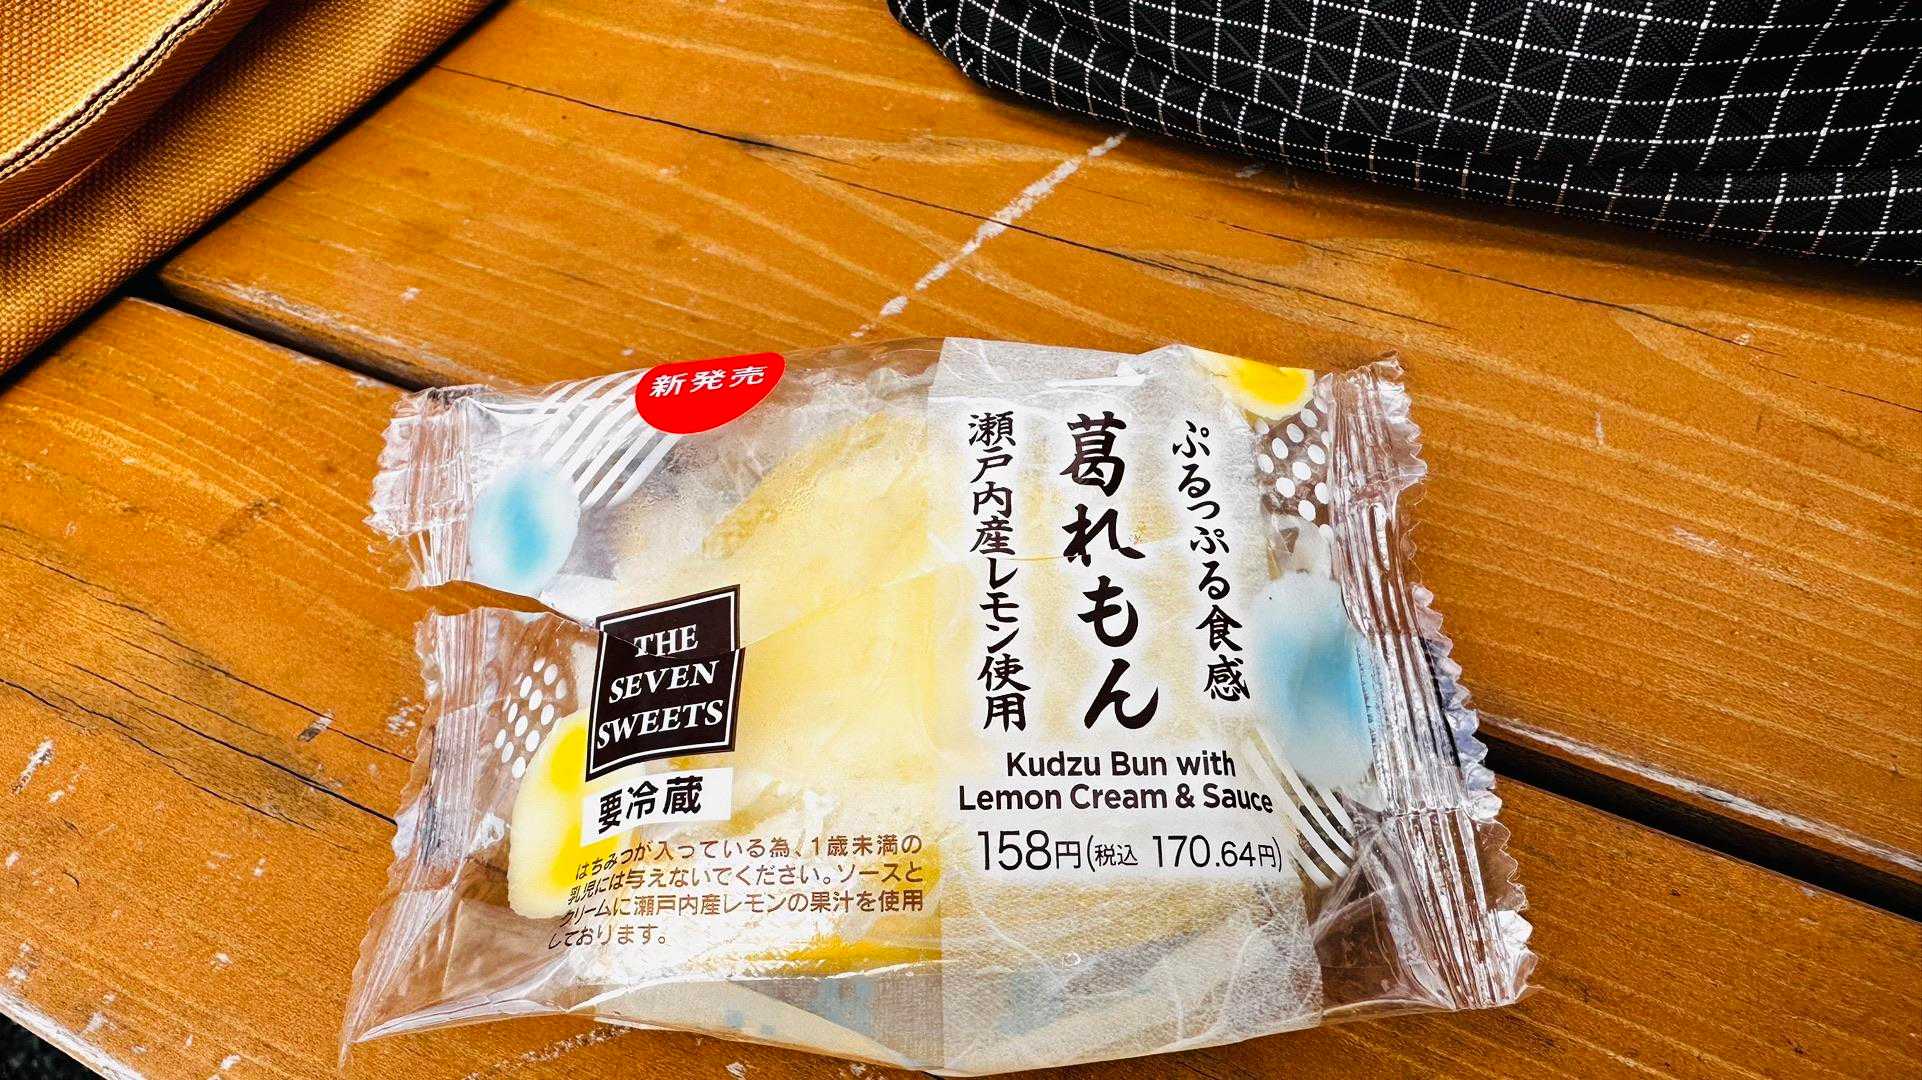 新発売
ぷるっぷる食感
葛れもん
瀬戸内産レモン使用
Kudzu Bun with
Lemon Cream & Sauce
158円(税込 170.64円)
THE
SEVEN
SWEETS
要冷蔵
はちみつが入っている為、1歳未満の
乳児には与えないでください。ソースと
クリームに瀬戸内産レモンの果汁を使用
しております。